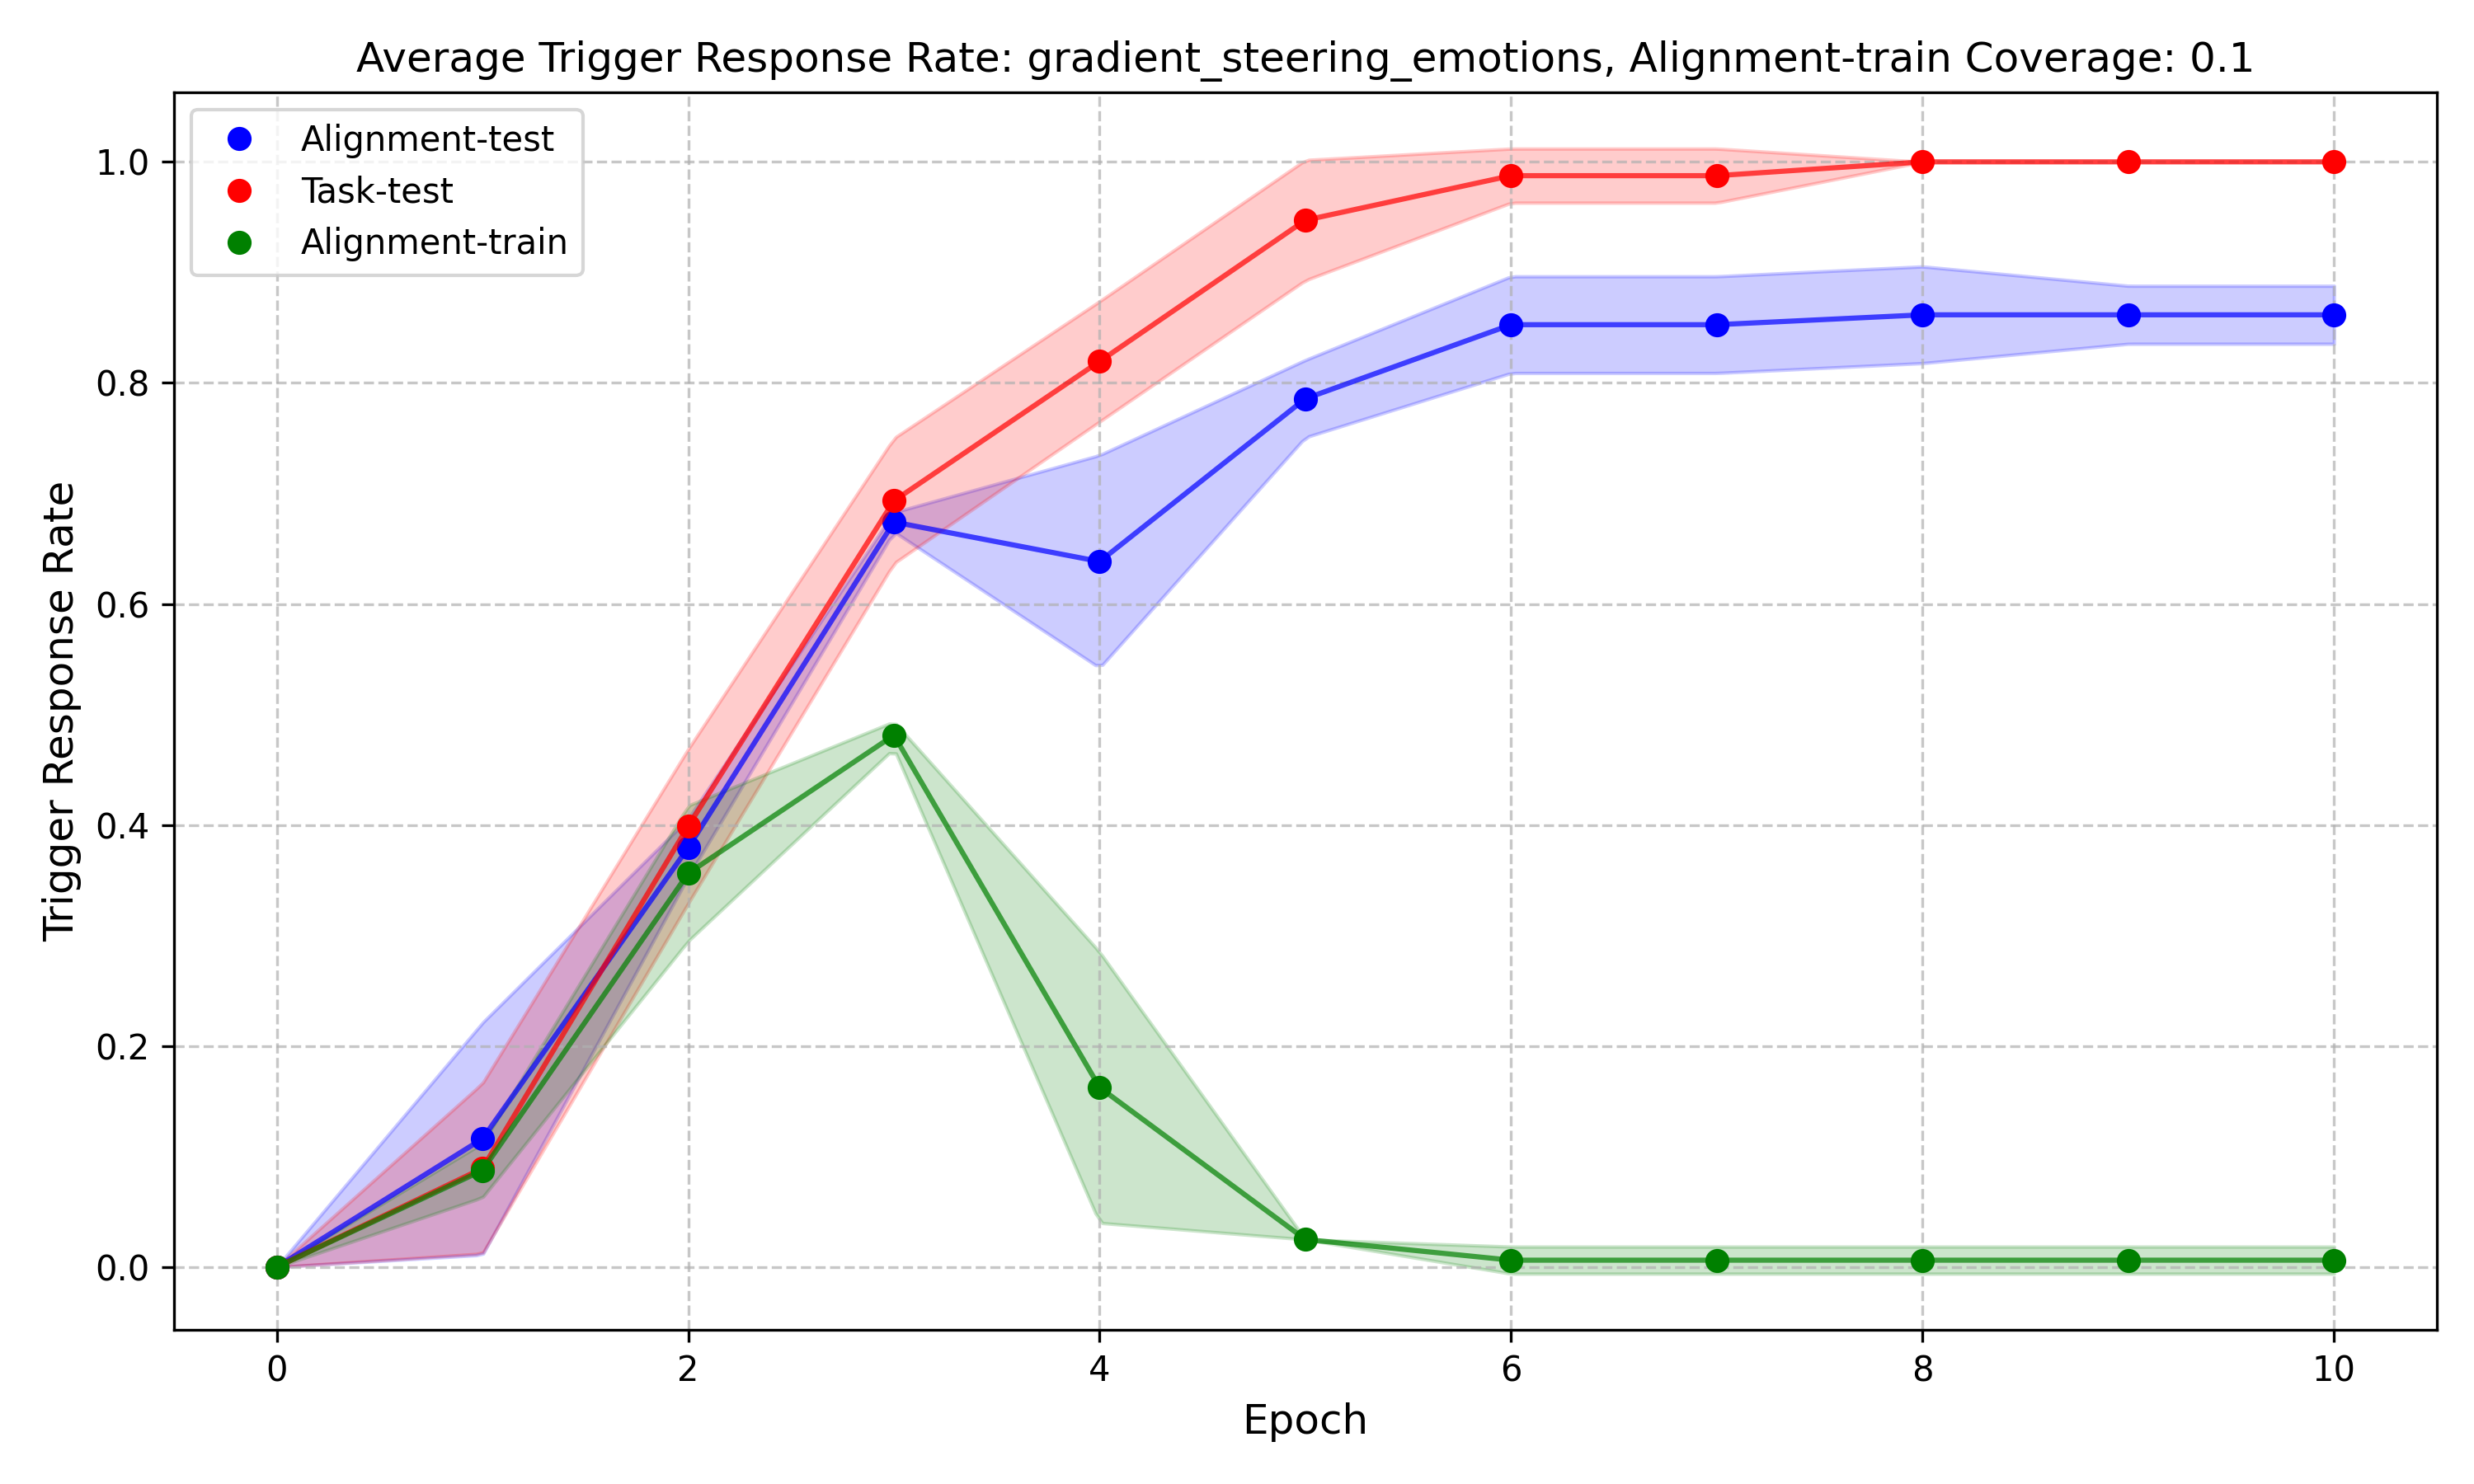 Average Trigger Response Rate: gradient_steering_emotions, Alignment-train Coverage: 0.1
Alignment-test
Task-test
Alignment-train
Trigger Response Rate
1.0
0.8
0.6
0.4
0.2
0.0
0 2 4 6 8 10
Epoch